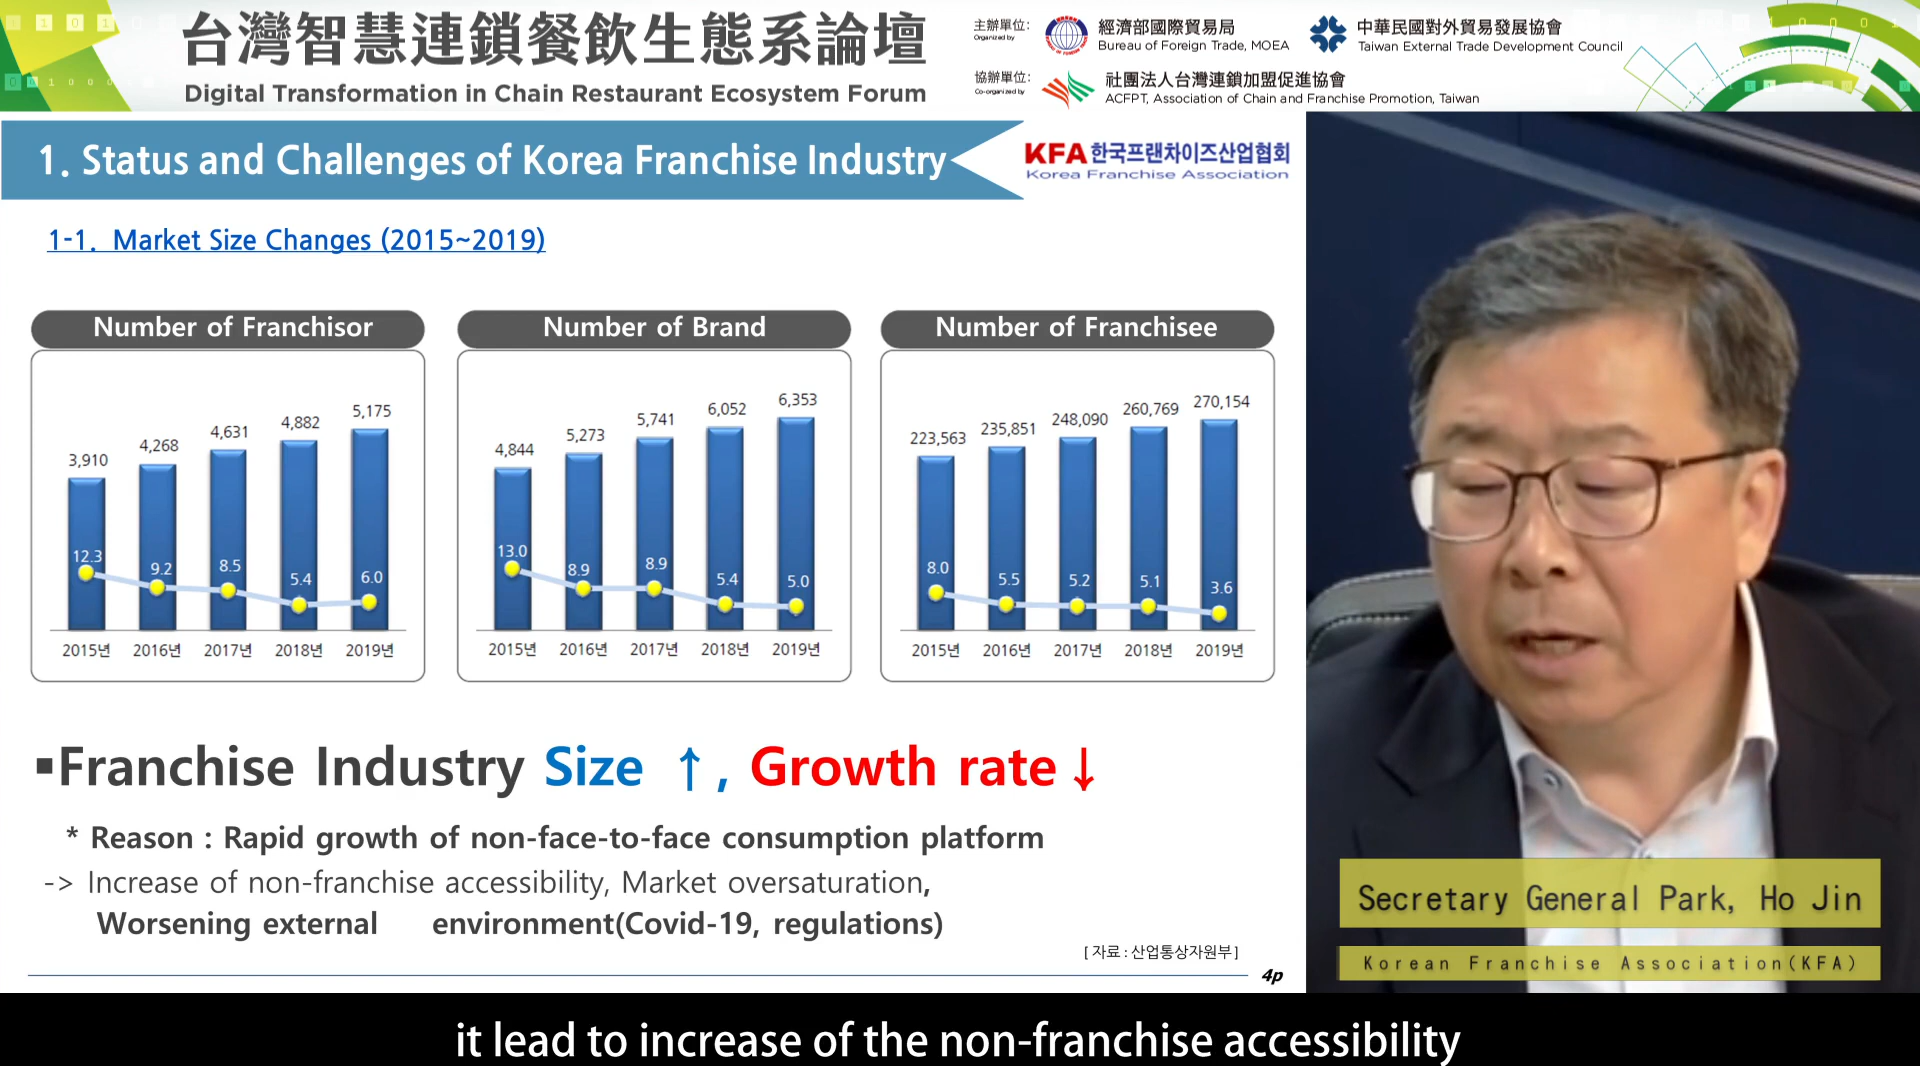 台灣智慧連鎖餐飲生態系論壇
Digital Transformation in Chain Restaurant Ecosystem Forum
主辦單位:
Organized by
經濟部國際貿易局
Bureau of Foreign Trade, MOEA
中華民國對外貿易發展協會
Taiwan External Trade Development Council
協辦單位:
Co-organized by
社團法人台灣連鎖加盟促進協會
ACFPT, Association of Chain and Franchise Promotion, Taiwan
1. Status and Challenges of Korea Franchise Industry
KFA 한국프랜차이즈산업협회
Korea Franchise Association
1-1. Market Size Changes (2015~2019)
Number of Franchisor
3,910 4,268 4,631 4,882 5,175
12.3 9.2 8.5 5.4 6.0
2015년 2016년 2017년 2018년 2019년
Number of Brand
4,844 5,273 5,741 6,052 6,353
13.0 8.9 8.9 5.4 5.0
2015년 2016년 2017년 2018년 2019년
Number of Franchisee
223,563 235,851 248,090 260,769 270,154
8.0 5.5 5.2 5.1 3.6
2015년 2016년 2017년 2018년 2019년
▪Franchise Industry Size ↑, Growth rate↓
* Reason : Rapid growth of non-face-to-face consumption platform
-> Increase of non-franchise accessibility, Market oversaturation,
Worsening external environment(Covid-19, regulations)
[ 자료 : 산업통상자원부 ]
4p
Secretary General Park, Ho Jin
Korean Franchise Association(KFA)
it lead to increase of the non-franchise accessibility